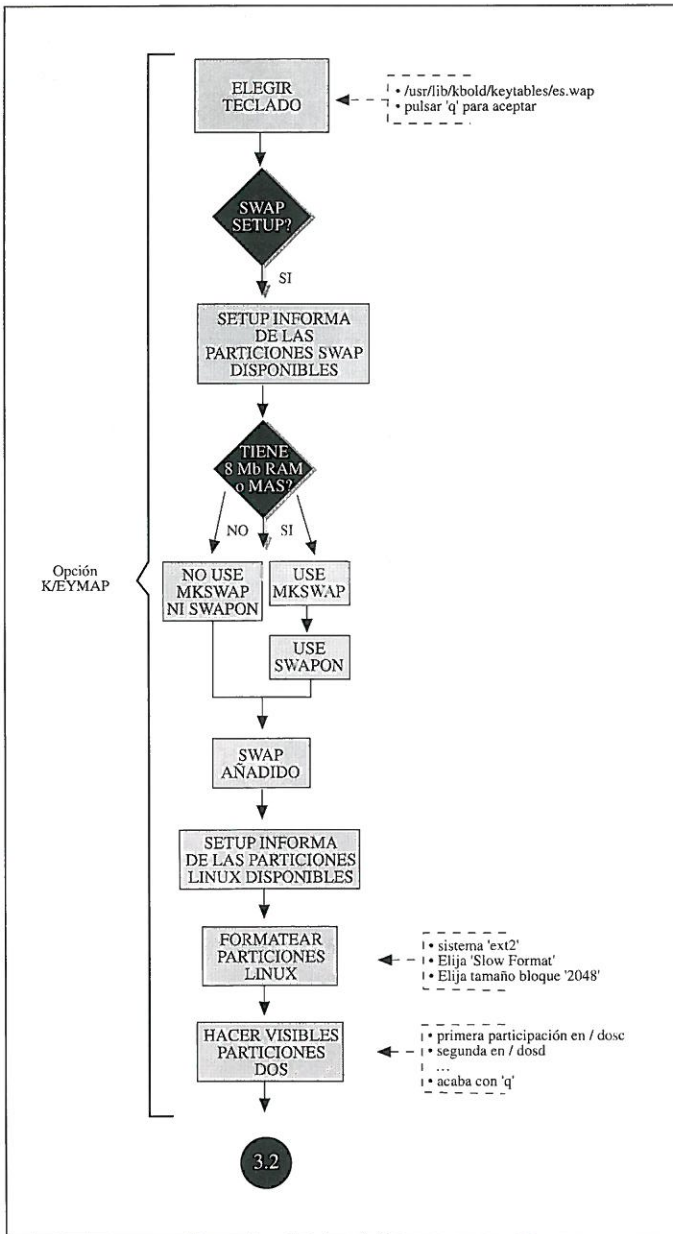 ELEGIR
TECLADO
• /usr/lib/kbold/keytables/es.wap
• pulsar 'q' para aceptar
SWAP
SETUP?
SI
SETUP INFORMA
DE LAS
PARTICIONES SWAP
DISPONIBLES
TIENE
8 Mb RAM
o MAS?
NO
SI
Opción
K/EYMAP
NO USE
MKSWAP
NI SWAPON
USE
MKSWAP
USE
SWAPON
SWAP
AÑADIDO
SETUP INFORMA
DE LAS PARTICIONES
LINUX DISPONIBLES
FORMATEAR
PARTICIONES
LINUX
• sistema 'ext2'
• Elija 'Slow Format'
• Elija tamaño bloque '2048'
HACER VISIBLES
PARTICIONES
DOS
• primera participación en / dosc
• segunda en / dosd
...
• acaba con 'q'
3.2